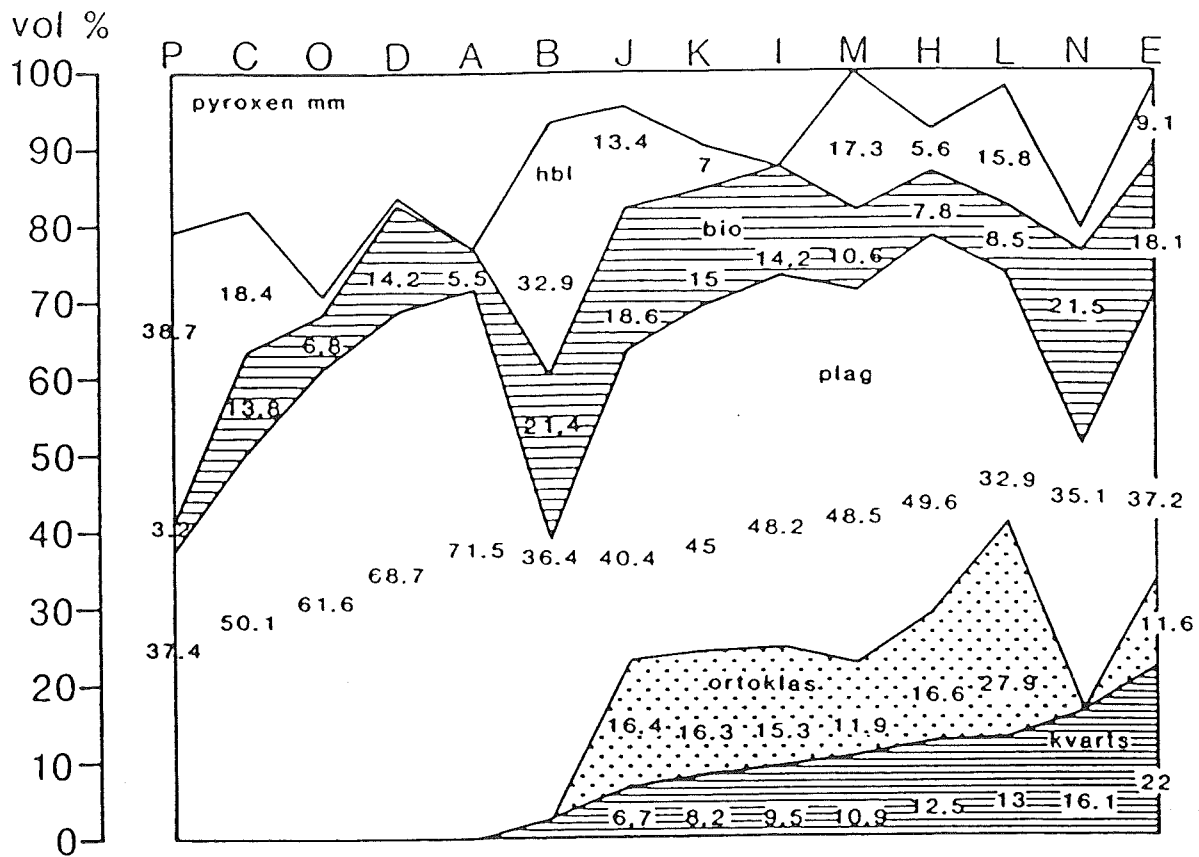 vol %
P C O D A B J K I M H L N E
100
pyroxen mm
9.1
90
13.4
17.3 5.6 15.8
7
hbl
80
bio
7.8
8.5
18.1
14.2 5.5 32.9
15 14.2 10.6
70
18.4
21.5
38.7
6.8
18.6
60
plag
13.8
21.4
50
32.9
49.6
35.1 37.2
48.2 48.5
40
3.2
71.5 36.4 40.4 45
68.7
30
61.6
50.1
11.6
37.4
20
ortoklas
16.6 27.9
16.4 16.3 15.3 11.9
kvarts
10
22
6.7 8.2 9.5 10.9 12.5 13 16.1
0